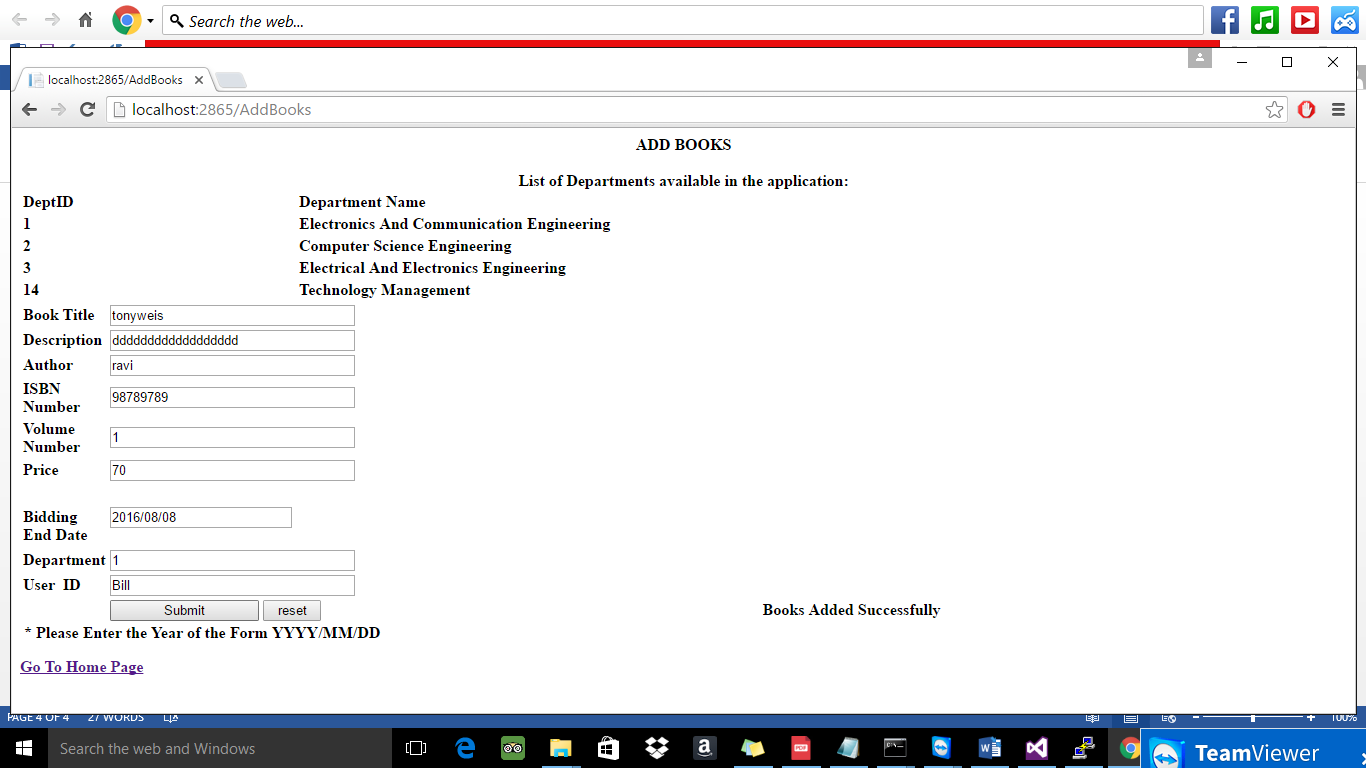 Search the web...
localhost:2865/AddBooks
localhost:2865/AddBooks
ADD BOOKS
List of Departments available in the application:
DeptID Department Name
1 Electronics And Communication Engineering
2 Computer Science Engineering
3 Electrical And Electronics Engineering
14 Technology Management
Book Title tonyweis
Description dddddddddddddddddd
Author ravi
ISBN
Number 98789789
Volume
Number 1
Price 70
Bidding
End Date 2016/08/08
Department 1
User ID Bill
Submit reset Books Added Successfully
* Please Enter the Year of the Form YYYY/MM/DD
Go To Home Page
PAGE 4 OF 4 27 WORDS 100%
Search the web and Windows
TeamViewer